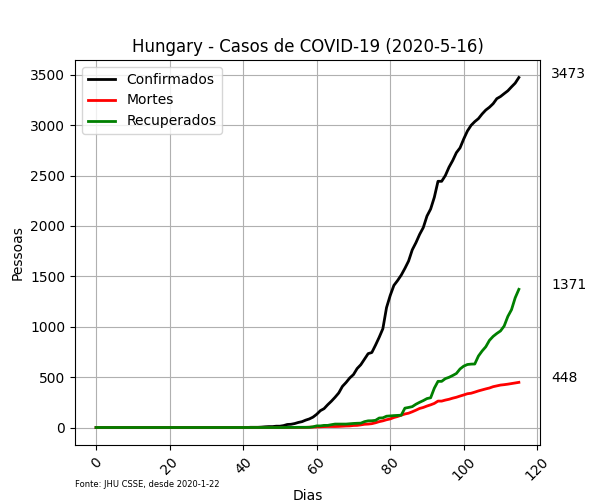 Hungary - Casos de COVID-19 (2020-5-16)
Confirmados
Mortes
Recuperados
3473
1371
448
Pessoas
3500
3000
2500
2000
1500
1000
500
0
0 20 40 60 80 100 120
Fonte: JHU CSSE, desde 2020-1-22
Dias